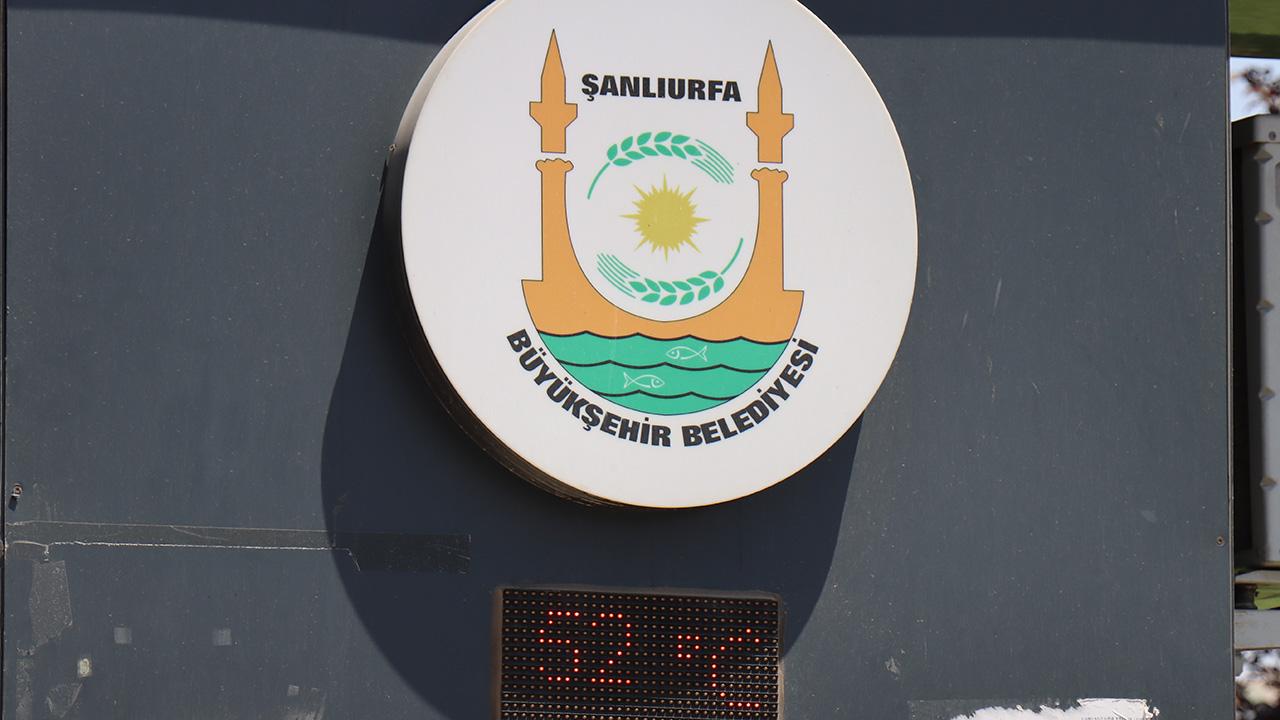 ŞANLIURFA
BÜYÜKŞEHİR BELEDİYESİ
52 °C